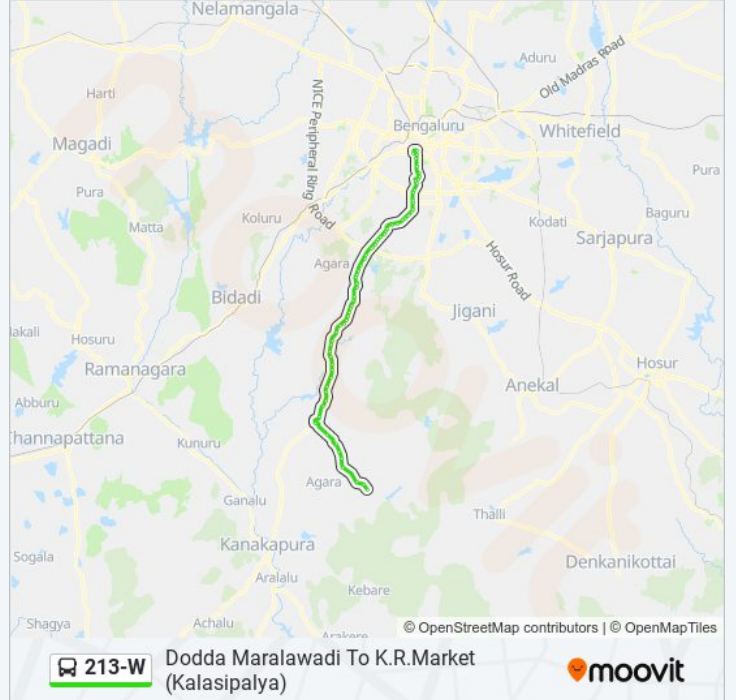 Nelamangala
Aduru
Old Madras Road
Harti
NICE Peripheral Ring Road
Bengaluru
Whitefield
Magadi
Pura
Pura
Koluru
Matta
Baguru
Kodati
Sarjapura
Agara
Hosur Road
Bidadi
Jigani
akali
Hosuru
Ramanagara
Hosur
Anekal
Abburu
channapattana
Kunuru
Agara
Ganalu
Thalli
Kanakapura
Sogala
Denkanikottai
Aralalu
Kebare
Shagya
Achalu
Arakere
© OpenStreetMap contributors | © OpenMapTiles
213-W
Dodda Maralawadi To K.R.Market
(Kalasipalya)
moovit